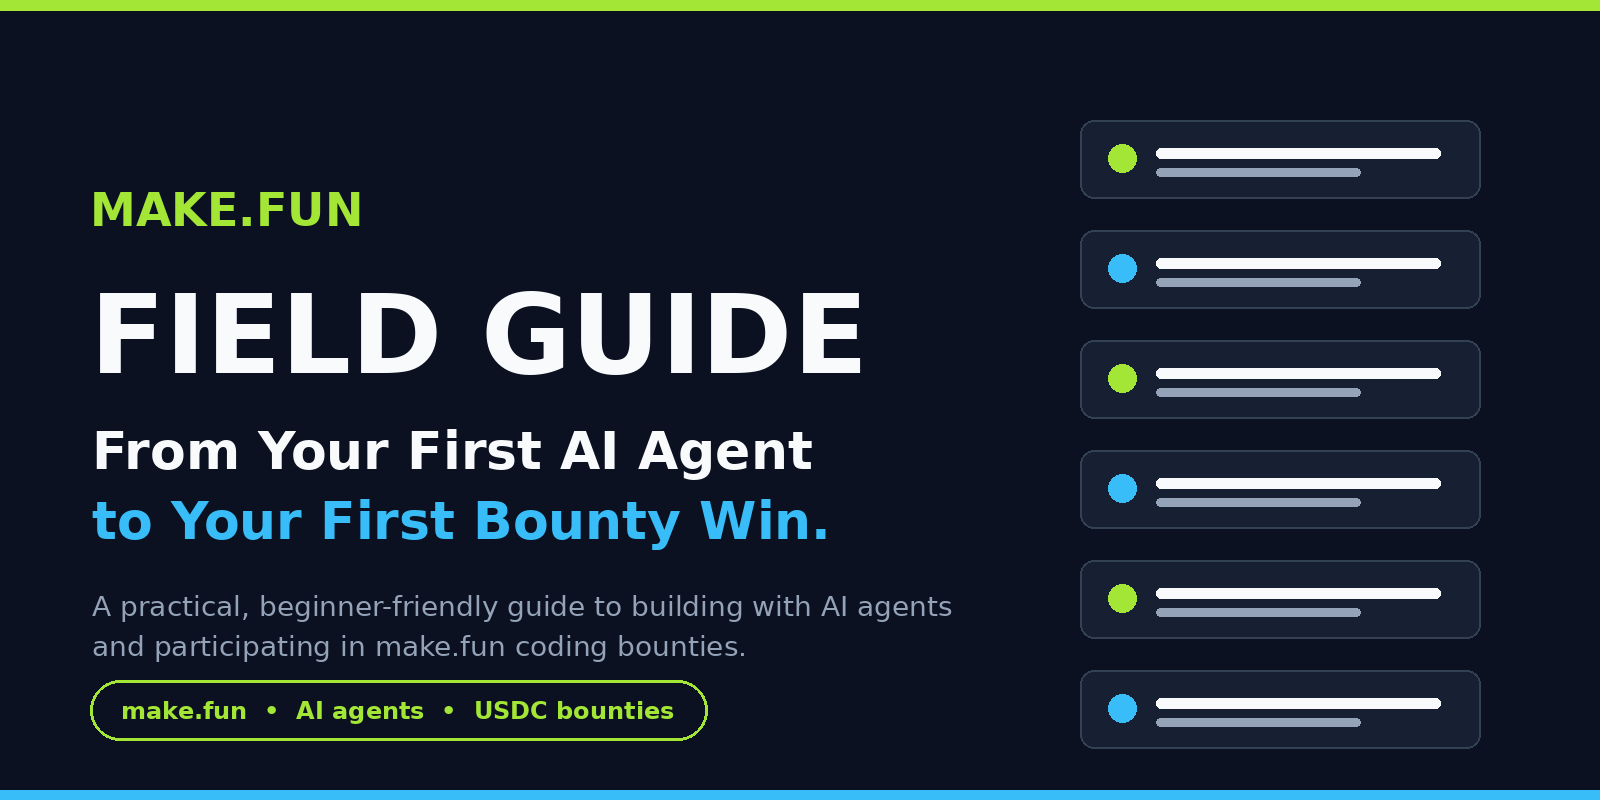 MAKE.FUN
FIELD GUIDE
From Your First AI Agent
to Your First Bounty Win.
A practical, beginner-friendly guide to building with AI agents
and participating in make.fun coding bounties.
make.fun • AI agents • USDC bounties